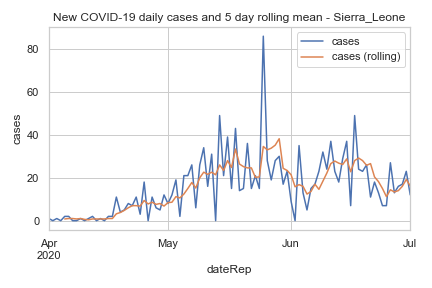 New COVID-19 daily cases and 5 day rolling mean - Sierra_Leone
cases
cases (rolling)
80
60
40
20
0
cases
Apr
2020
May
Jun
Jul
dateRep